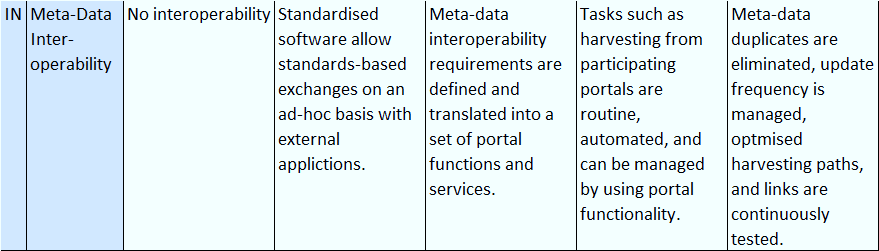 IN
Meta-Data
Inter-
operability
No interoperability
Standardised
software allow
standards-based
exchanges on an
ad-hoc basis with
external
applictions.
Meta-data
interoperability
requirements are
defined and
translated into a
set of portal
functions and
services.
Tasks such as
harvesting from
participating
portals are
routine,
automated, and
can be managed
by using portal
functionality.
Meta-data
duplicates are
eliminated, update
frequency is
managed,
optmised
harvesting paths,
and links are
continuously
tested.